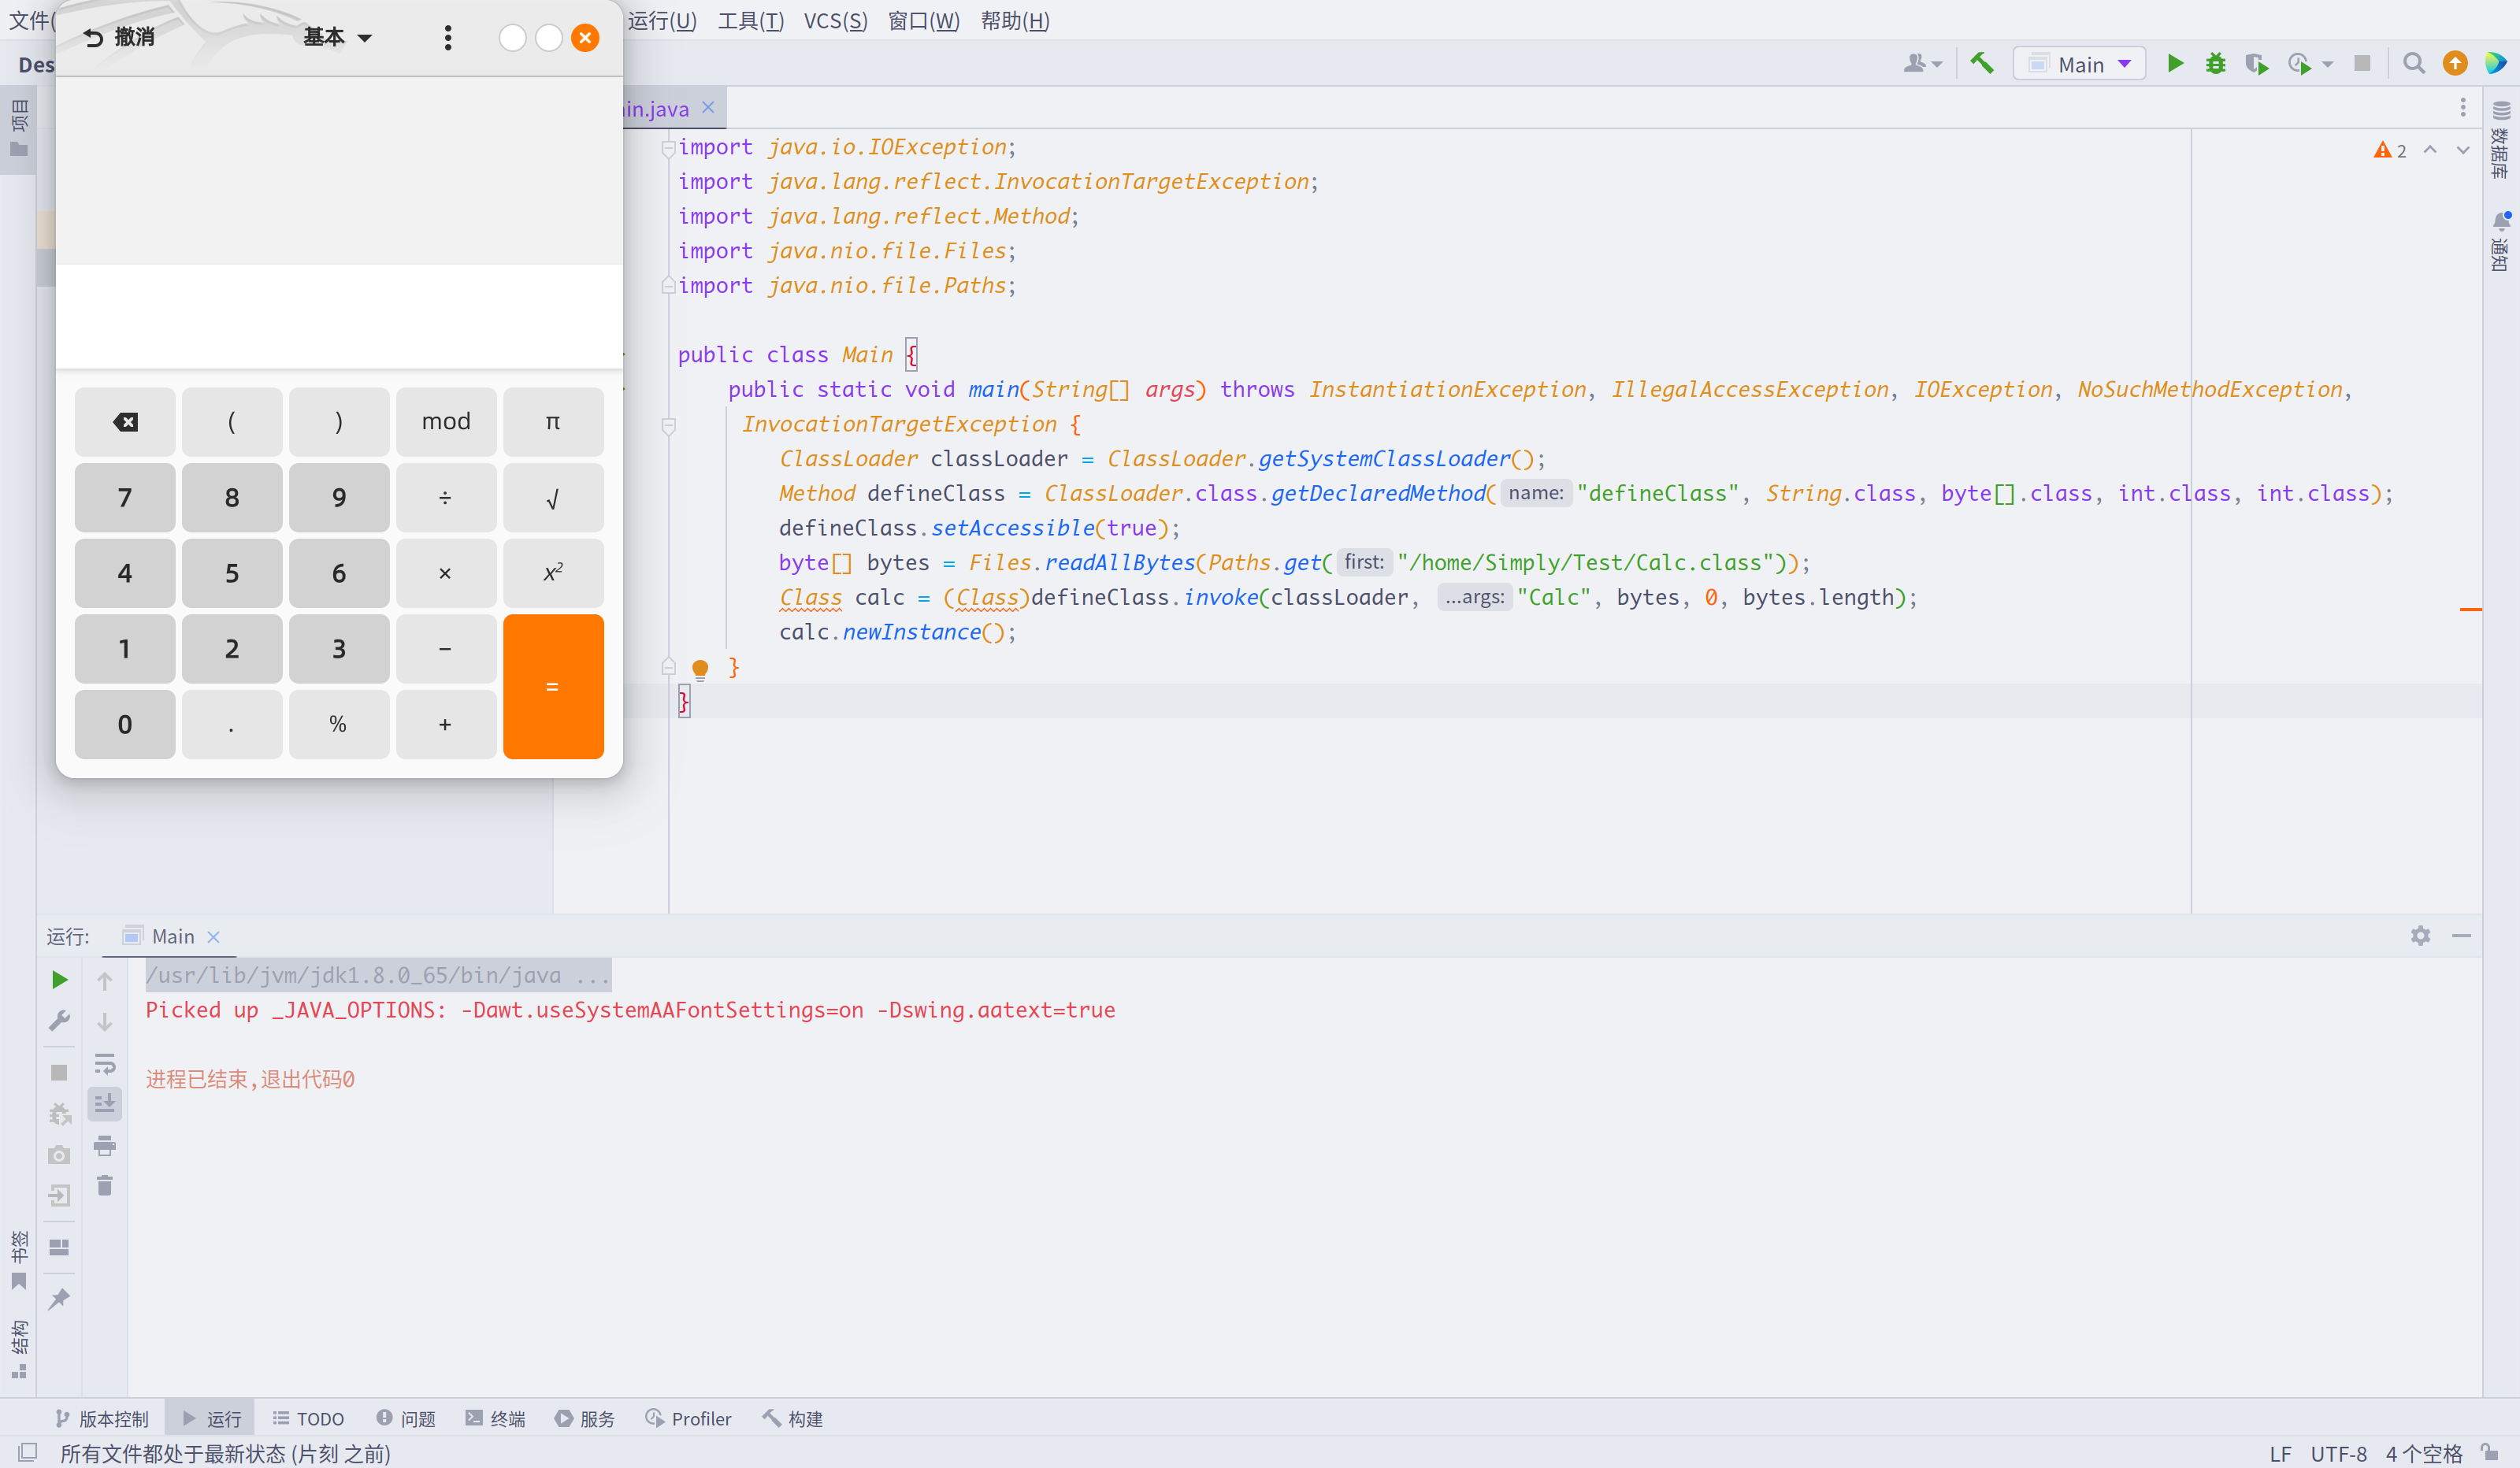 文件(
运行(U) 工具(T) VCS(S) 窗口(W) 帮助(H)
撤消 基本
Des
Main
项目
in.java
数据库
通知
2
import java.io.IOException;
import java.lang.reflect.InvocationTargetException;
import java.lang.reflect.Method;
import java.nio.file.Files;
import java.nio.file.Paths;
public class Main {
public static void main(String[] args) throws InstantiationException, IllegalAccessException, IOException, NoSuchMethodException,
InvocationTargetException {
ClassLoader classLoader = ClassLoader.getSystemClassLoader();
Method defineClass = ClassLoader.class.getDeclaredMethod( name: "defineClass", String.class, byte[].class, int.class, int.class);
defineClass.setAccessible(true);
byte[] bytes = Files.readAllBytes(Paths.get( first: "/home/Simply/Test/Calc.class"));
Class calc = (Class)defineClass.invoke(classLoader, ...args: "Calc", bytes, 0, bytes.length);
calc.newInstance();
}
}
( ) mod π
7 8 9 ÷ √
4 5 6 × x²
1 2 3 −
=
0 . % +
运行: Main
/usr/lib/jvm/jdk1.8.0_65/bin/java ...
Picked up _JAVA_OPTIONS: -Dawt.useSystemAAFontSettings=on -Dswing.aatext=true
进程已结束,退出代码0
书签
结构
版本控制 运行 TODO 问题 终端 服务 Profiler 构建
所有文件都处于最新状态 (片刻 之前)
LF UTF-8 4 个空格